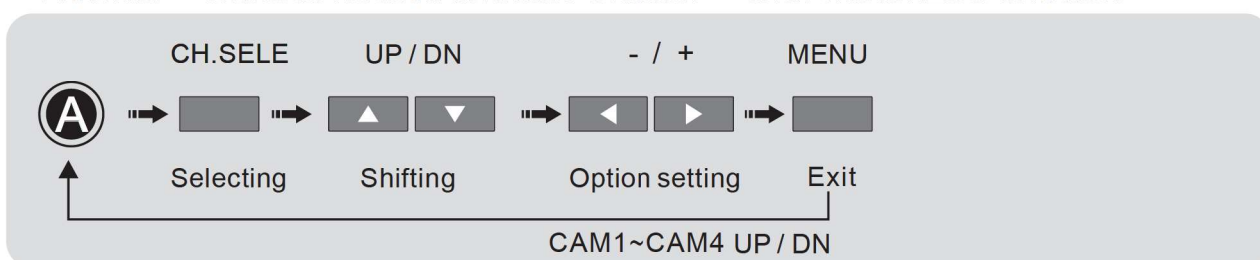 CH.SELE UP / DN - / + MENU
A
Selecting Shifting Option setting Exit
CAM1~CAM4 UP / DN